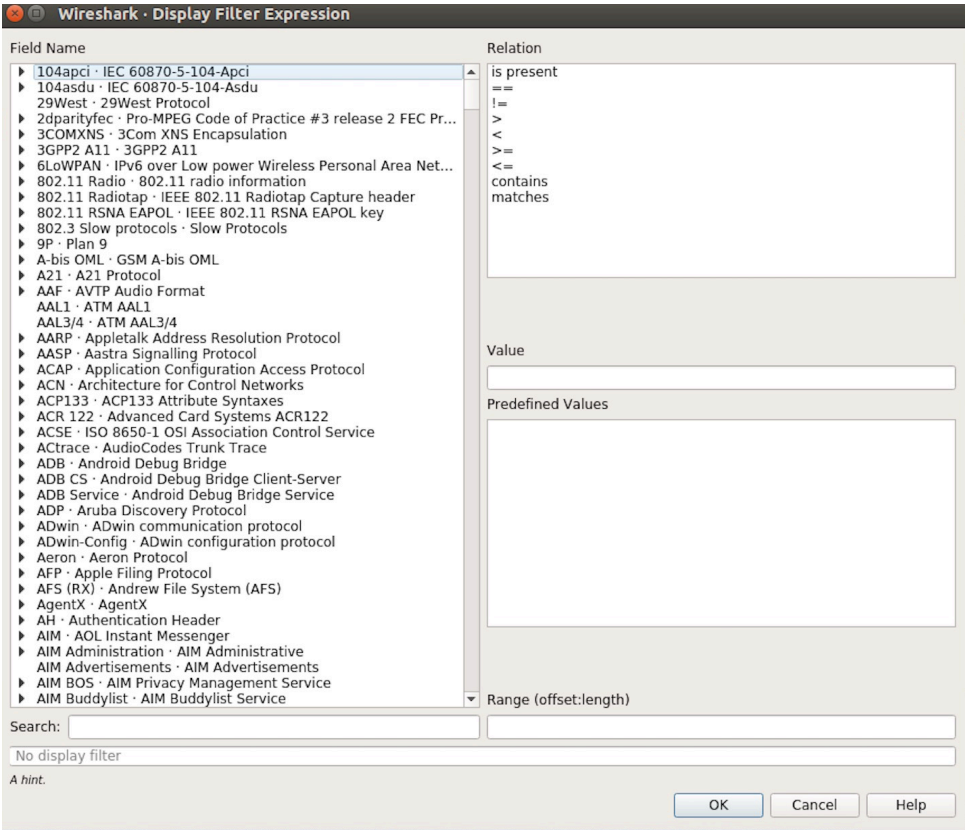 Wireshark · Display Filter Expression
Field Name
104apci · IEC 60870-5-104-Apci
104asdu · IEC 60870-5-104-Asdu
29West · 29West Protocol
2dparityfec · Pro-MPEG Code of Practice #3 release 2 FEC Pr...
3COMXNS · 3Com XNS Encapsulation
3GPP2 A11 · 3GPP2 A11
6LoWPAN · IPv6 over Low power Wireless Personal Area Net...
802.11 Radio · 802.11 radio information
802.11 Radiotap · IEEE 802.11 Radiotap Capture header
802.11 RSNA EAPOL · IEEE 802.11 RSNA EAPOL key
802.3 Slow protocols · Slow Protocols
9P · Plan 9
A-bis OML · GSM A-bis OML
A21 · A21 Protocol
AAF · AVTP Audio Format
AAL1 · ATM AAL1
AAL3/4 · ATM AAL3/4
AARP · Appletalk Address Resolution Protocol
AASP · Aastra Signalling Protocol
ACAP · Application Configuration Access Protocol
ACN · Architecture for Control Networks
ACP133 · ACP133 Attribute Syntaxes
ACR 122 · Advanced Card Systems ACR122
ACSE · ISO 8650-1 OSI Association Control Service
ACtrace · AudioCodes Trunk Trace
ADB · Android Debug Bridge
ADB CS · Android Debug Bridge Client-Server
ADB Service · Android Debug Bridge Service
ADP · Aruba Discovery Protocol
ADwin · ADwin communication protocol
ADwin-Config · ADwin configuration protocol
Aeron · Aeron Protocol
AFP · Apple Filing Protocol
AFS (RX) · Andrew File System (AFS)
AgentX · AgentX
AH · Authentication Header
AIM · AOL Instant Messenger
AIM Administration · AIM Administrative
AIM Advertisements · AIM Advertisements
AIM BOS · AIM Privacy Management Service
AIM Buddylist · AIM Buddylist Service
Search:
No display filter
A hint.
Relation
is present
==
!=
>
<
>=
<=
contains
matches
Value
Predefined Values
Range (offset:length)
OK
Cancel
Help